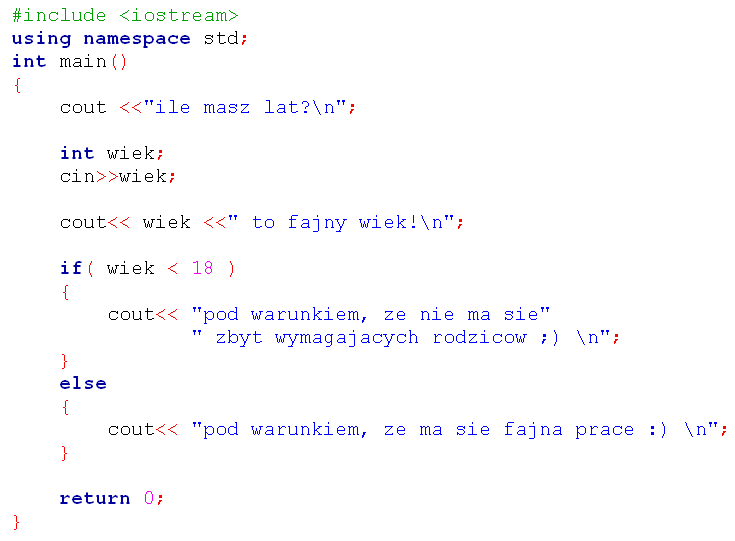 #include <iostream>
using namespace std;
int main()
{
    cout <<"ile masz lat?\n";

    int wiek;
    cin>>wiek;

    cout<< wiek <<" to fajny wiek!\n";

    if( wiek < 18 )
    {
        cout<< "pod warunkiem, ze nie ma sie"
               " zbyt wymagajacych rodzicow ;) \n";
    }
    else
    {
        cout<< "pod warunkiem, ze ma sie fajna prace :) \n";
    }

    return 0;
}